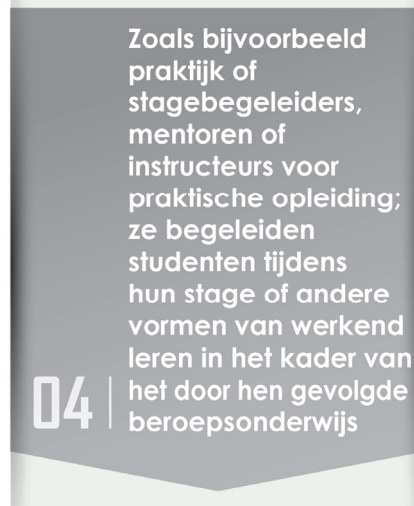 Zoals bijvoorbeeld
praktijk of
stagebegeleiders,
mentoren of
instructeurs voor
praktische opleiding;
ze begeleiden
studenten tijdens
hun stage of andere
vormen van werkend
leren in het kader van
het door hen gevolgde
beroepsonderwijs
04